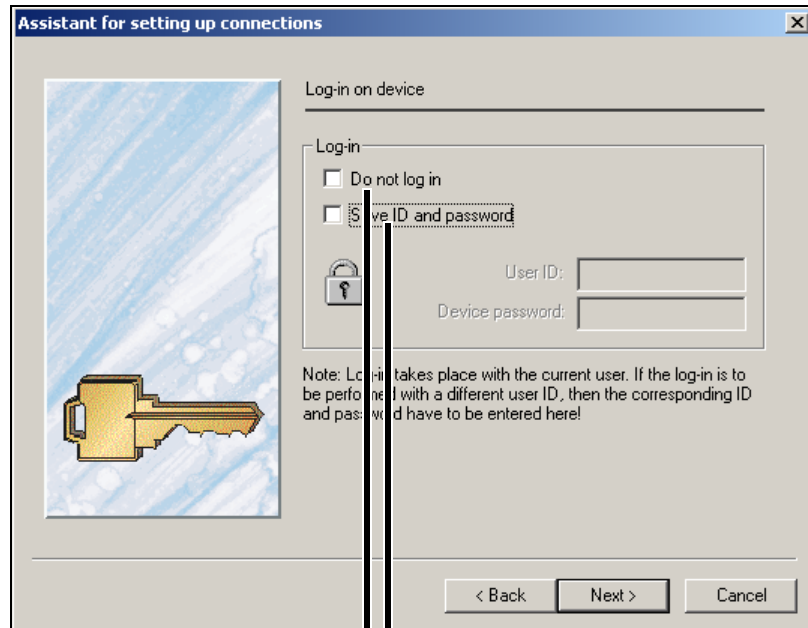 Assistant for setting up connections
Log-in on device
Log-in
Do not log in
Save ID and password
User ID:
Device password:
Note: Log-in takes place with the current user. If the log-in is to
be performed with a different user ID, then the corresponding ID
and password have to be entered here!
< Back
Next >
Cancel